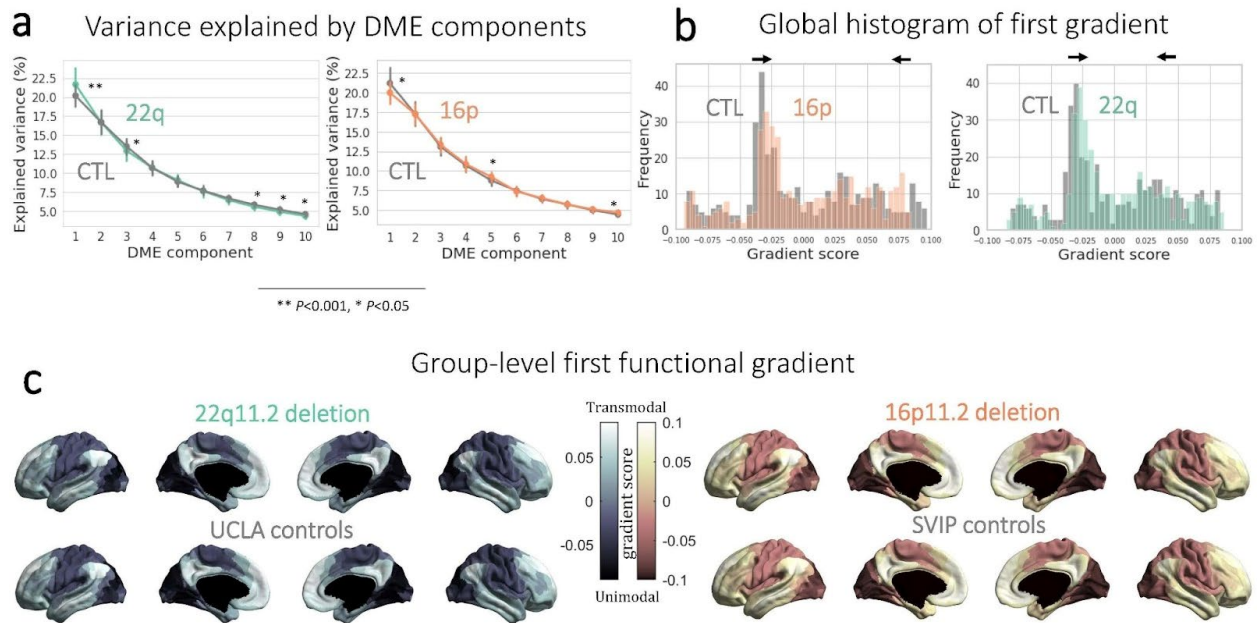 a
Variance explained by DME components
Explained variance (%)
22.5
20.0
17.5
15.0
12.5
10.0
7.5
5.0
**
22q
*
CTL
*
*
*
1 2 3 4 5 6 7 8 9 10
DME component
Explained variance (%)
22.5
20.0
17.5
15.0
12.5
10.0
7.5
5.0
*
16p
CTL
*
*
1 2 3 4 5 6 7 8 9 10
DME component
** P<0.001, * P<0.05
b
Global histogram of first gradient
Frequency
40
30
20
10
0
CTL
16p
−0.100 −0.075 −0.050 −0.025 0.000 0.025 0.050 0.075 0.100
Gradient score
Frequency
40
30
20
10
0
CTL
22q
−0.100 −0.075 −0.050 −0.025 0.000 0.025 0.050 0.075 0.100
Gradient score
c
Group-level first functional gradient
22q11.2 deletion
UCLA controls
Transmodal
0.05
0
-0.05
gradient score
0.1
0.05
0
-0.05
-0.1
Unimodal
16p11.2 deletion
SVIP controls